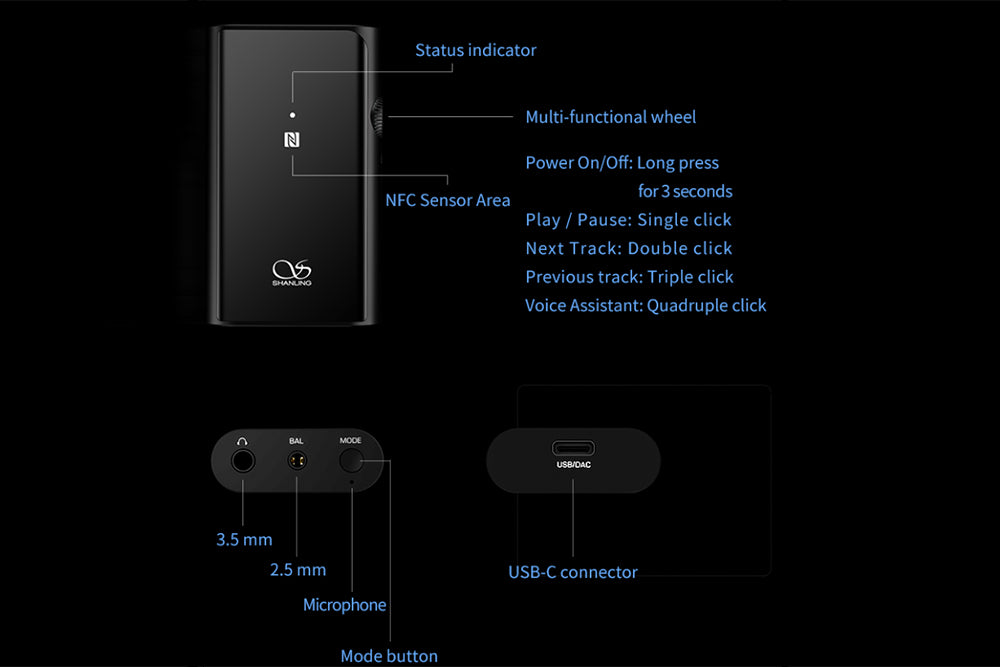 Status indicator
Multi-functional wheel
Power On/Off: Long press
for 3 seconds
NFC Sensor Area
Play / Pause: Single click
Next Track: Double click
Previous track: Triple click
Voice Assistant: Quadruple click
SHANLING
BAL
MODE
USB/DAC
3.5 mm
2.5 mm
USB-C connector
Microphone
Mode button